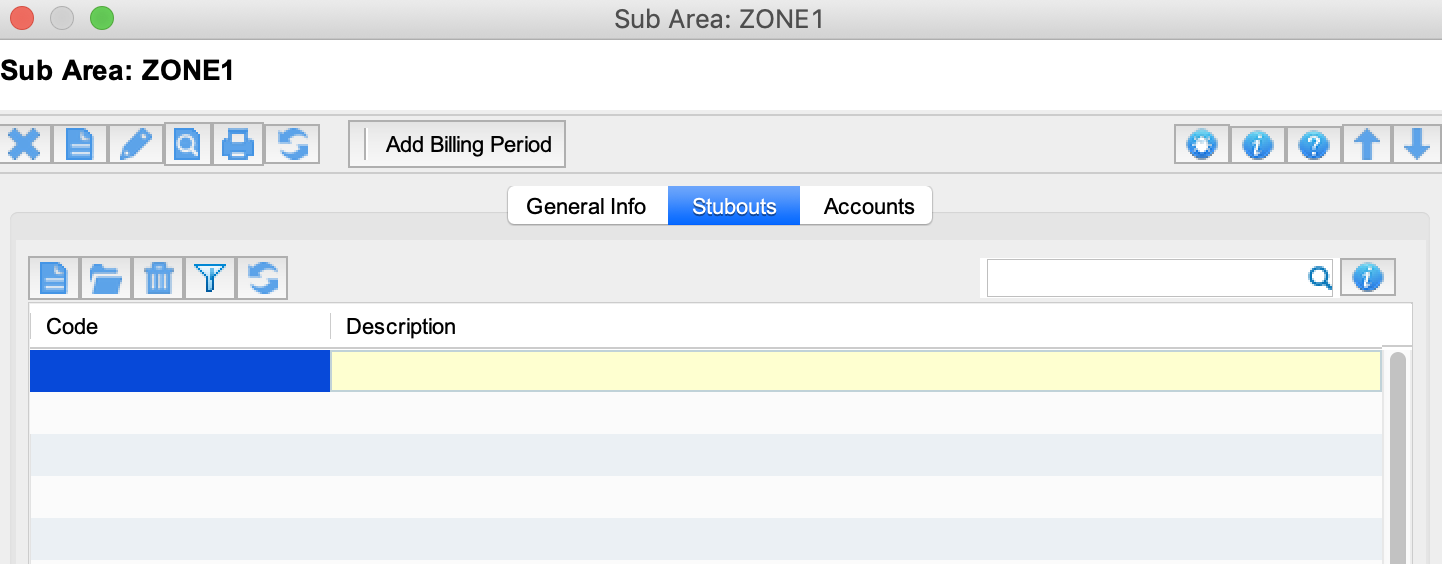 Sub Area: ZONE1
Sub Area: ZONE1
Add Billing Period
General Info Stubouts Accounts
Code Description